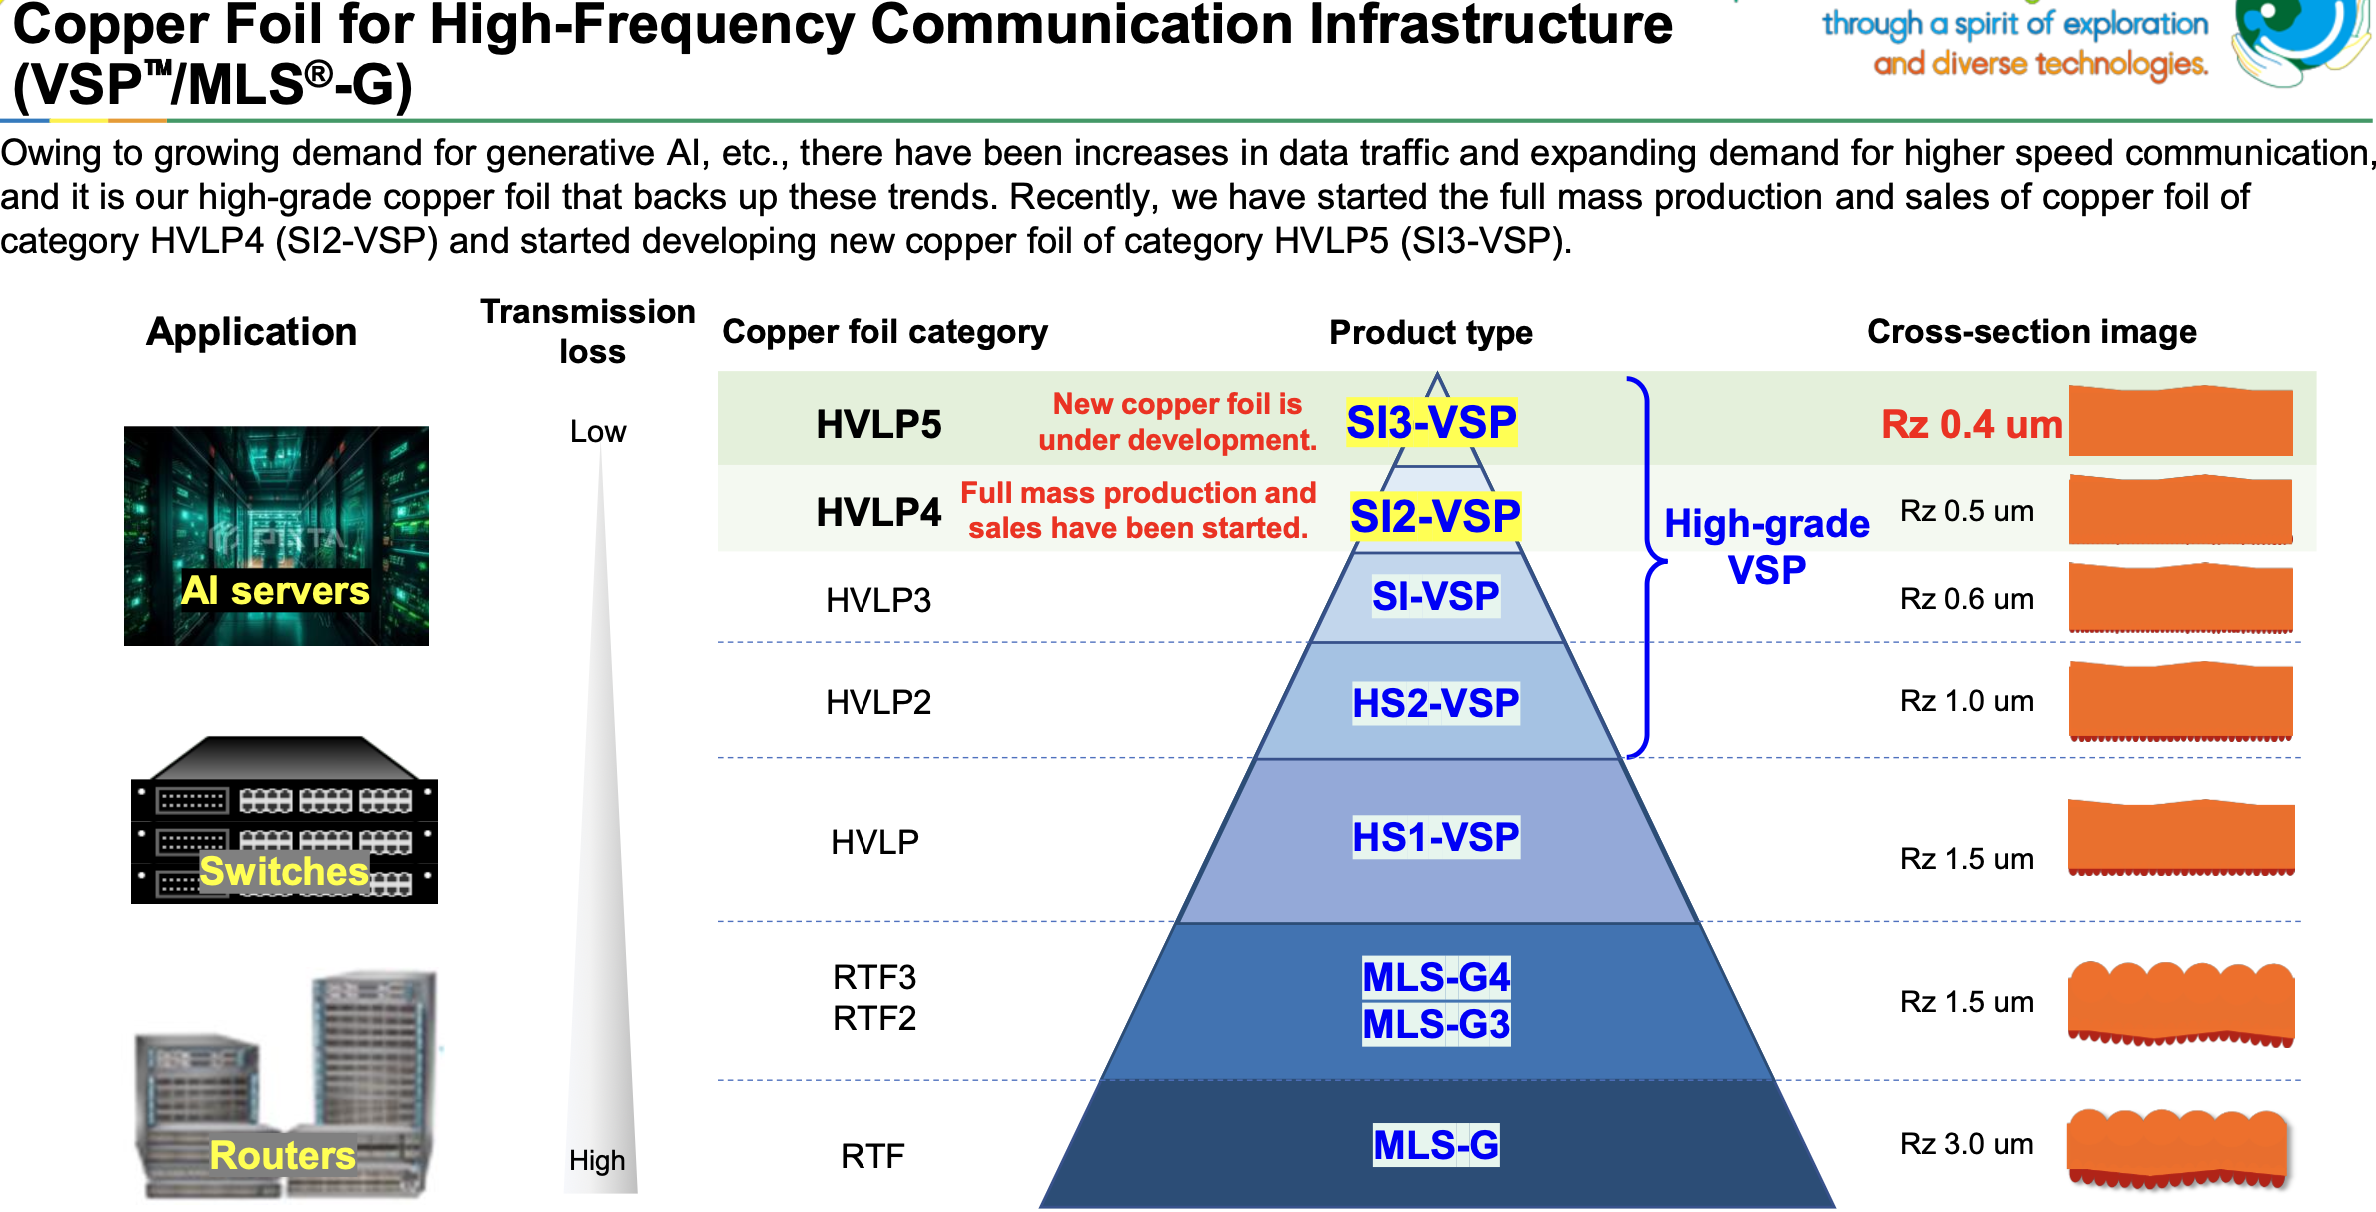 Copper Foil for High-Frequency Communication Infrastructure
(VSP™/MLS®-G)
through a spirit of exploration
and diverse technologies.
Owing to growing demand for generative AI, etc., there have been increases in data traffic and expanding demand for higher speed communication,
and it is our high-grade copper foil that backs up these trends. Recently, we have started the full mass production and sales of copper foil of
category HVLP4 (SI2-VSP) and started developing new copper foil of category HVLP5 (SI3-VSP).
Application
Transmission
loss
Copper foil category
Product type
Cross-section image
Low
High
AI servers
Switches
Routers
HVLP5
New copper foil is
under development.
SI3-VSP
Rz 0.4 um
HVLP4
Full mass production and
sales have been started.
SI2-VSP
Rz 0.5 um
High-grade
VSP
HVLP3
SI-VSP
Rz 0.6 um
HVLP2
HS2-VSP
Rz 1.0 um
HVLP
HS1-VSP
Rz 1.5 um
RTF3
RTF2
MLS-G4
MLS-G3
Rz 1.5 um
RTF
MLS-G
Rz 3.0 um